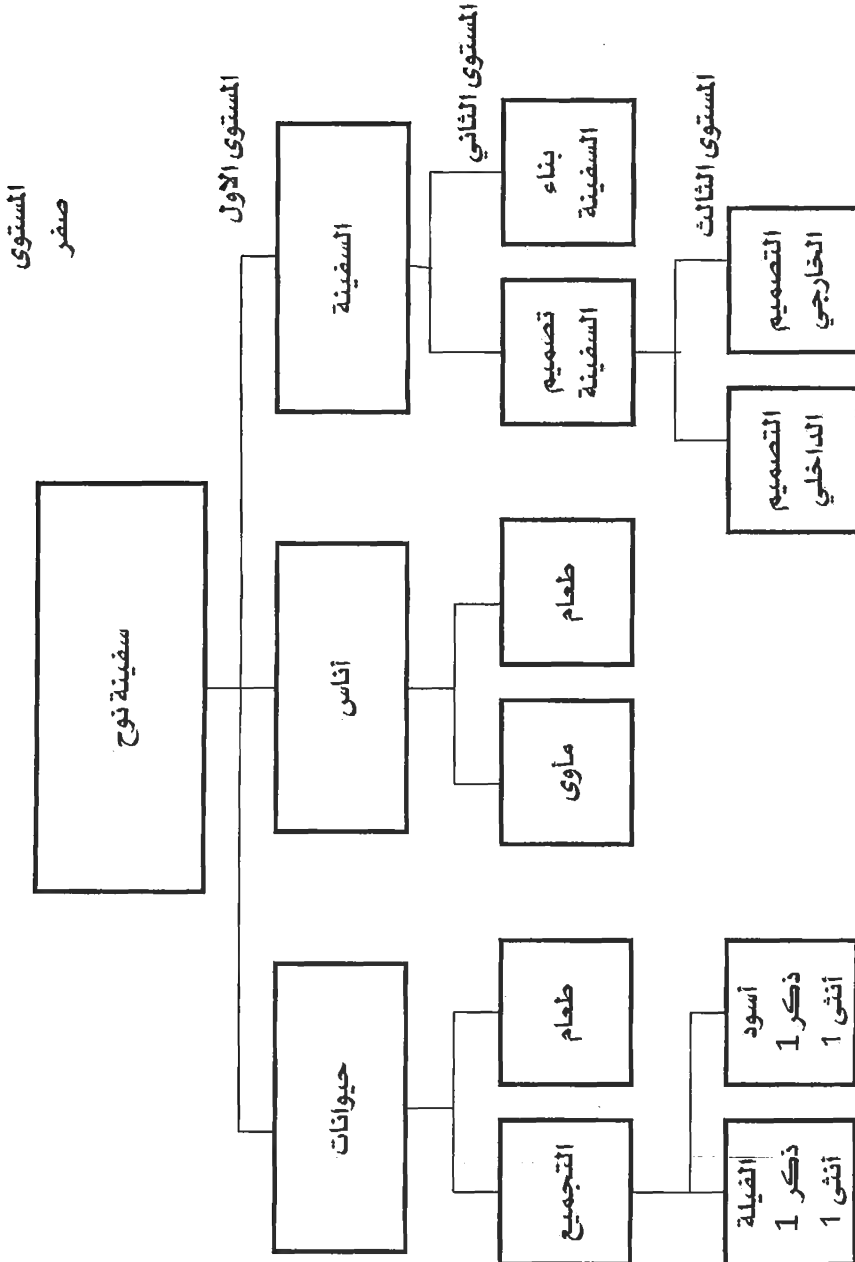 المستوى
صفر
سفينة نوح
المستوى الاول
السفينة
أناس
حيوانات
المستوى الثاني
بناء
السفينة
تصميم
السفينة
طعام
مأوى
طعام
التجميع
المستوى الثالث
التصميم
الخارجي
التصميم
الداخلي
أسود
ذكر 1
أنثى 1
الفيلة
ذكر 1
أنثى 1